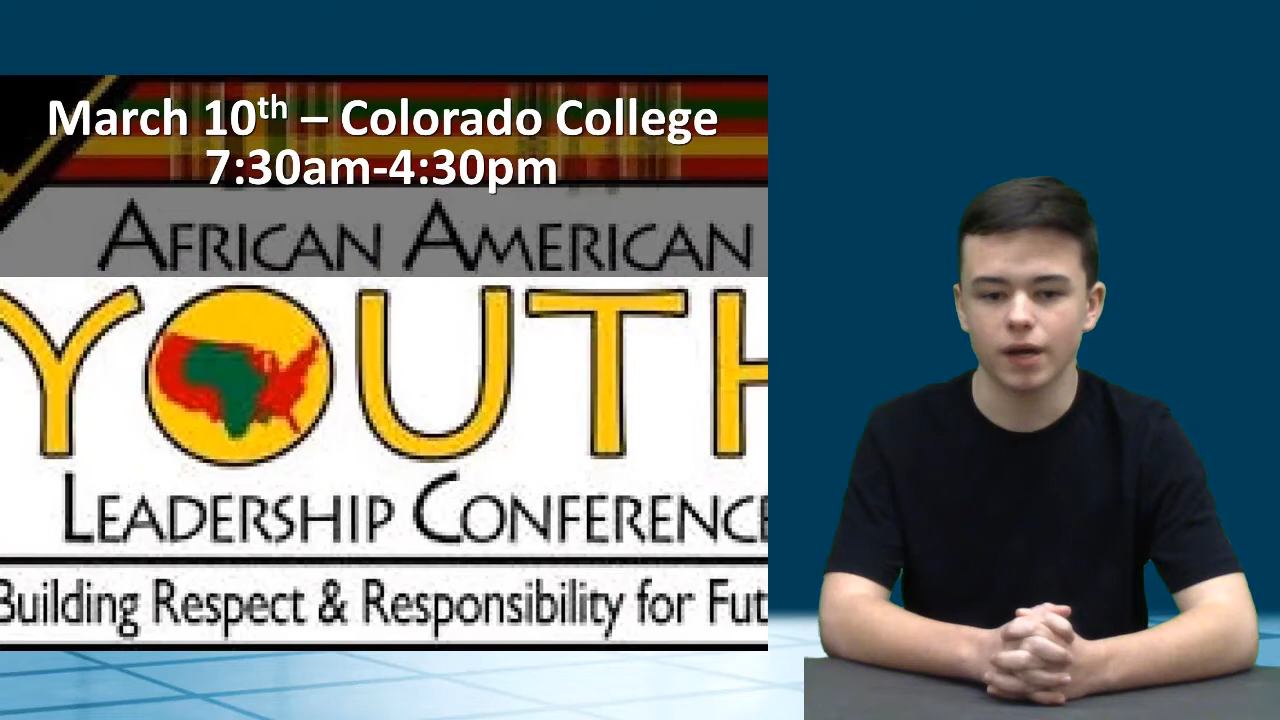 March 10th – Colorado College
7:30am-4:30pm
AFRICAN AMERICAN
YOUTH
LEADERSHIP CONFERENCE
Building Respect & Responsibility for Fut